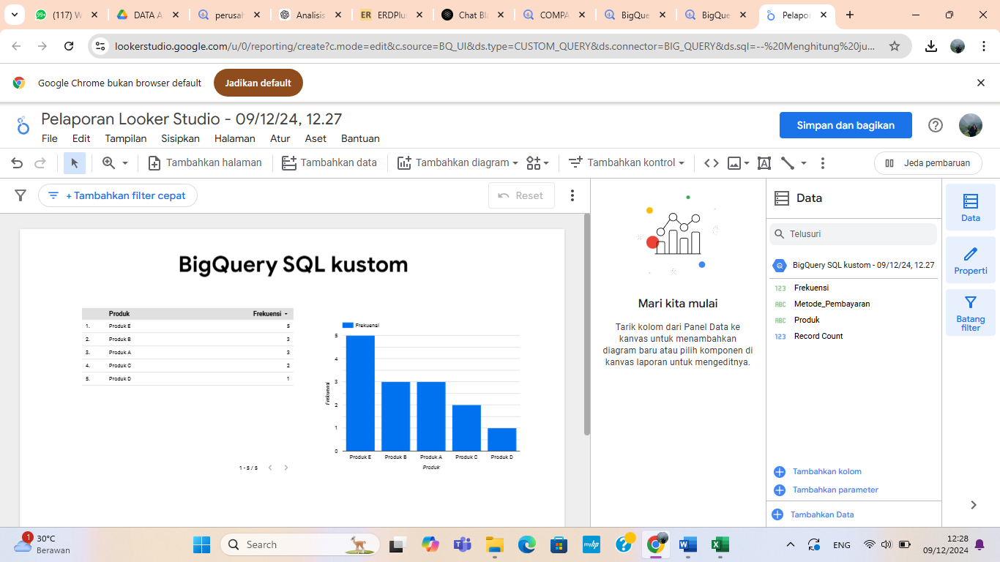 (117) W
DATA A
perusah
Analisis
ER ERDPlu
Chat Bl
COMPA
BigQue
BigQue
Pelapo
lookerstudio.google.com/u/0/reporting/create?c.mode=edit&c.source=BQ_UI&ds.type=CUSTOM_QUERY&ds.connector=BIG_QUERY&ds.sql=--%20Menghitung%20ju...
Google Chrome bukan browser default
Jadikan default
Pelaporan Looker Studio - 09/12/24, 12.27
File Edit Tampilan Sisipkan Halaman Atur Aset Bantuan
Simpan dan bagikan
Tambahkan halaman
Tambahkan data
Tambahkan diagram
Tambahkan kontrol
Jeda pembaruan
+ Tambahkan filter cepat
Reset
BigQuery SQL kustom
Produk Frekuensi
1. Produk E 5
2. Produk B 3
3. Produk A 3
4. Produk C 2
5. Produk D 1
1 - 5 / 5
Frekuensi
5
4
3
2
1
0
Frekuensi
Produk E Produk B Produk A Produk C Produk D
Produk
Mari kita mulai
Tarik kolom dari Panel Data ke
kanvas untuk menambahkan
diagram baru atau pilih komponen di
kanvas laporan untuk mengeditnya.
Data
Telusuri
BigQuery SQL kustom - 09/12/24, 12.27
123 Frekuensi
ABC Metode_Pembayaran
ABC Produk
123 Record Count
Tambahkan kolom
Tambahkan parameter
Tambahkan Data
Data
Properti
Batang
filter
1
30°C
Berawan
Search
myhp
ENG
12:28
09/12/2024